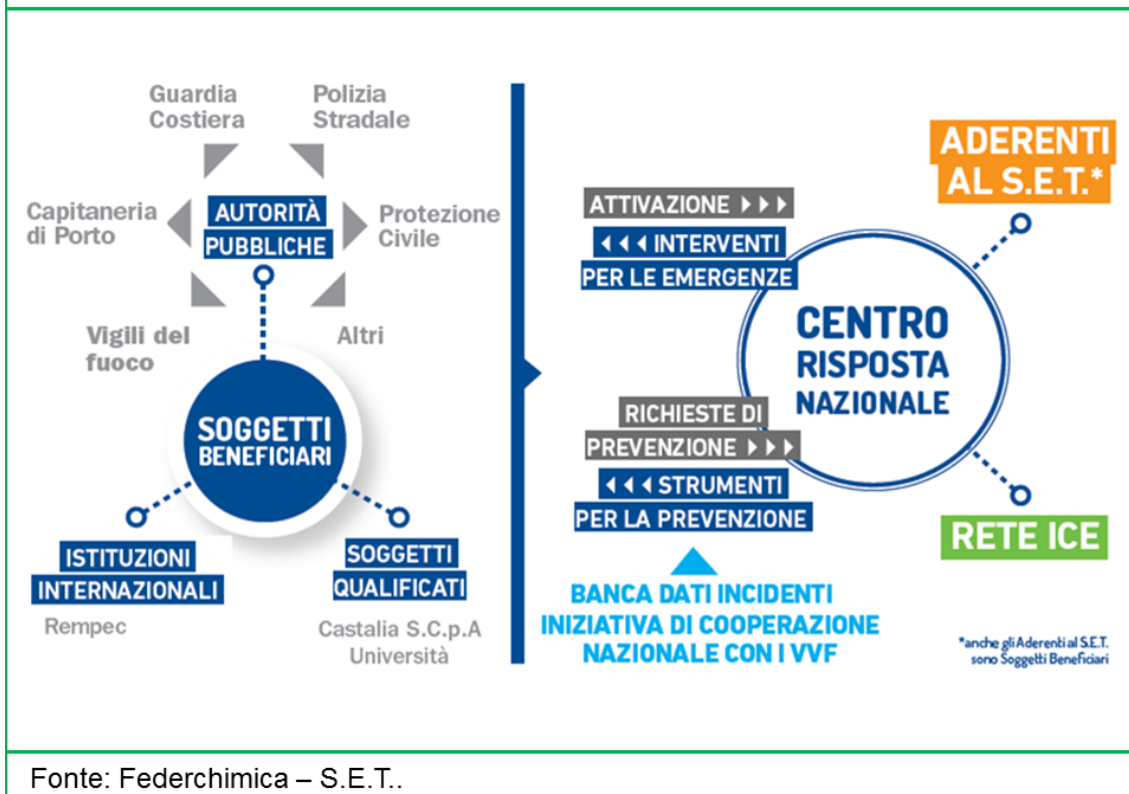 Guardia
Costiera
Polizia
Stradale
Capitaneria
di Porto
AUTORITÀ
PUBBLICHE
Protezione
Civile
Vigili del
fuoco
Altri
SOGGETTI
BENEFICIARI
ISTITUZIONI
INTERNAZIONALI
Rempec
SOGGETTI
QUALIFICATI
Castalia S.C.p.A
Università
ATTIVAZIONE
INTERVENTI
PER LE EMERGENZE
RICHIESTE DI
PREVENZIONE
STRUMENTI
PER LA PREVENZIONE
BANCA DATI INCIDENTI
INIZIATIVA DI COOPERAZIONE
NAZIONALE CON I VVF
CENTRO
RISPOSTA
NAZIONALE
ADERENTI
AL S.E.T.*
RETE ICE
*anche gli Aderenti al S.E.T.
sono Soggetti Beneficiari
Fonte: Federchimica – S.E.T..